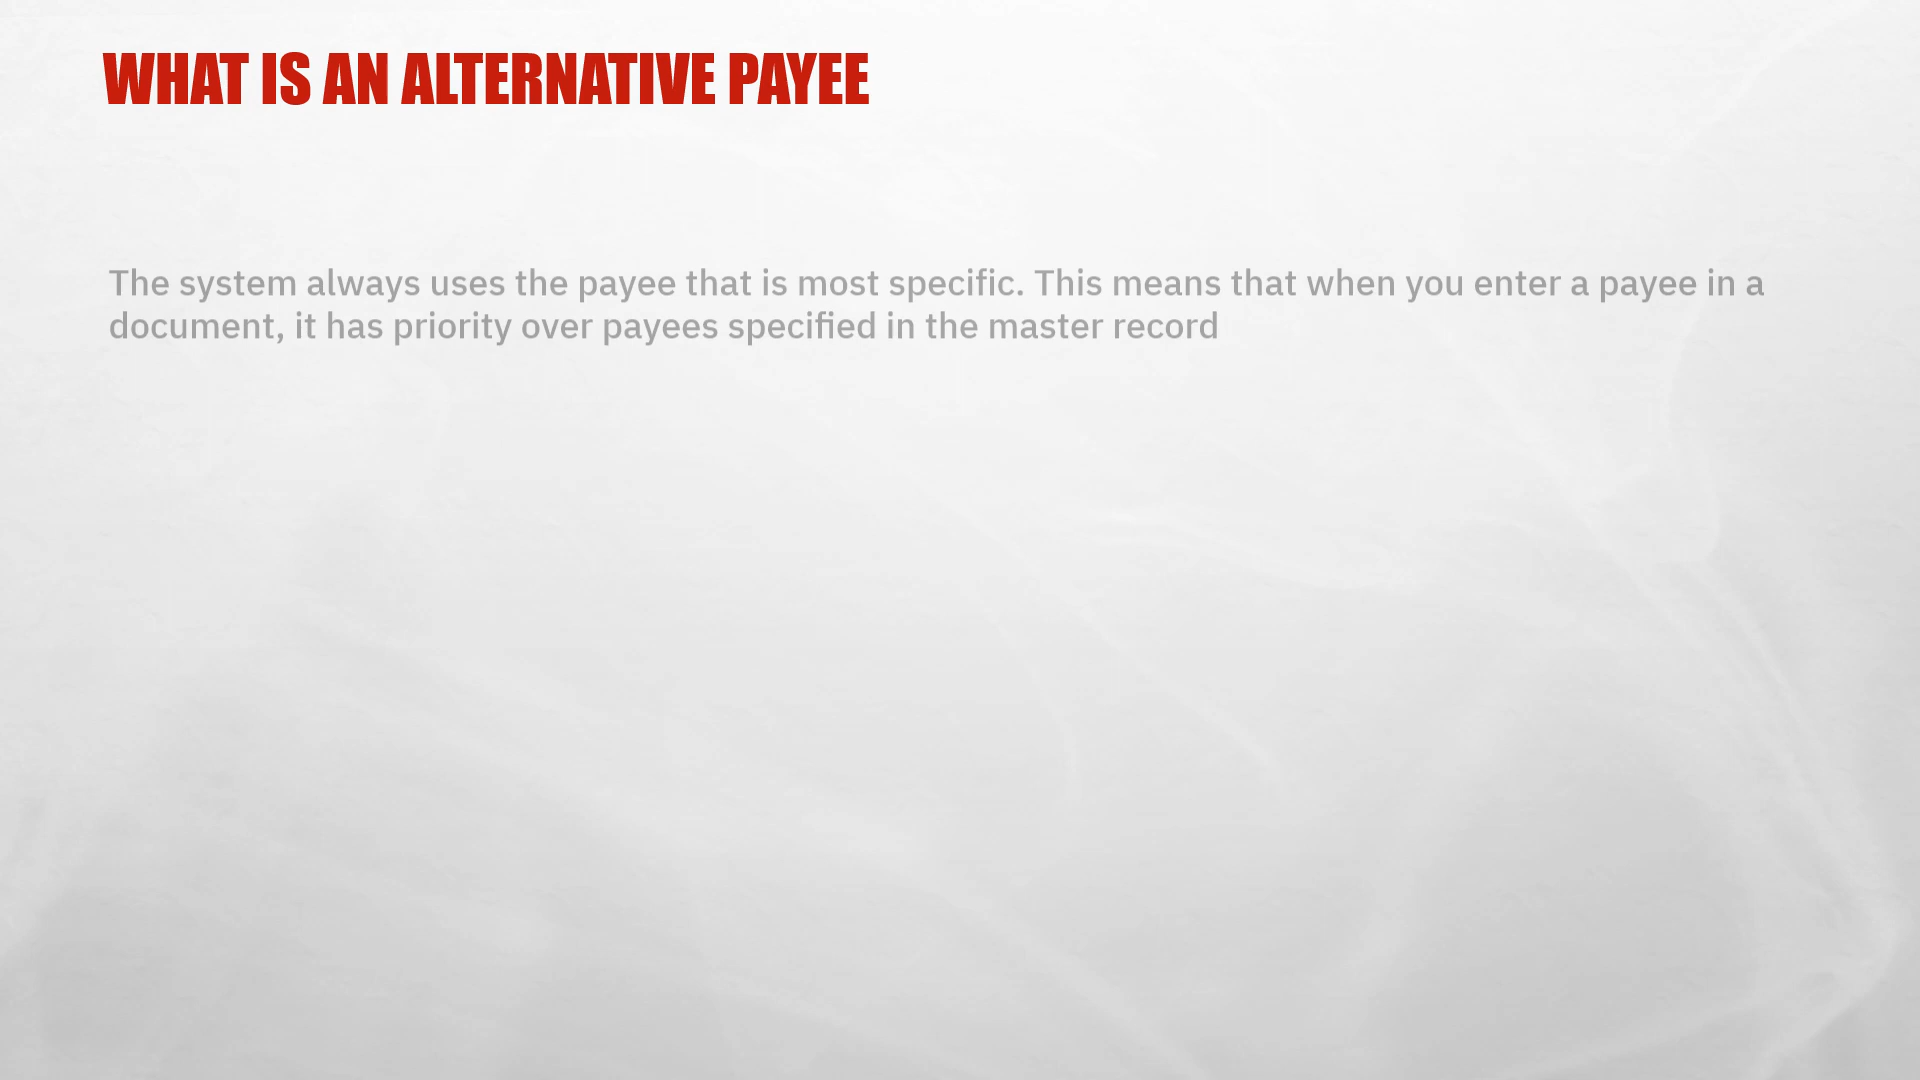 WHAT IS AN ALTERNATIVE PAYEE
The system always uses the payee that is most specific. This means that when you enter a payee in a
document, it has priority over payees specified in the master record